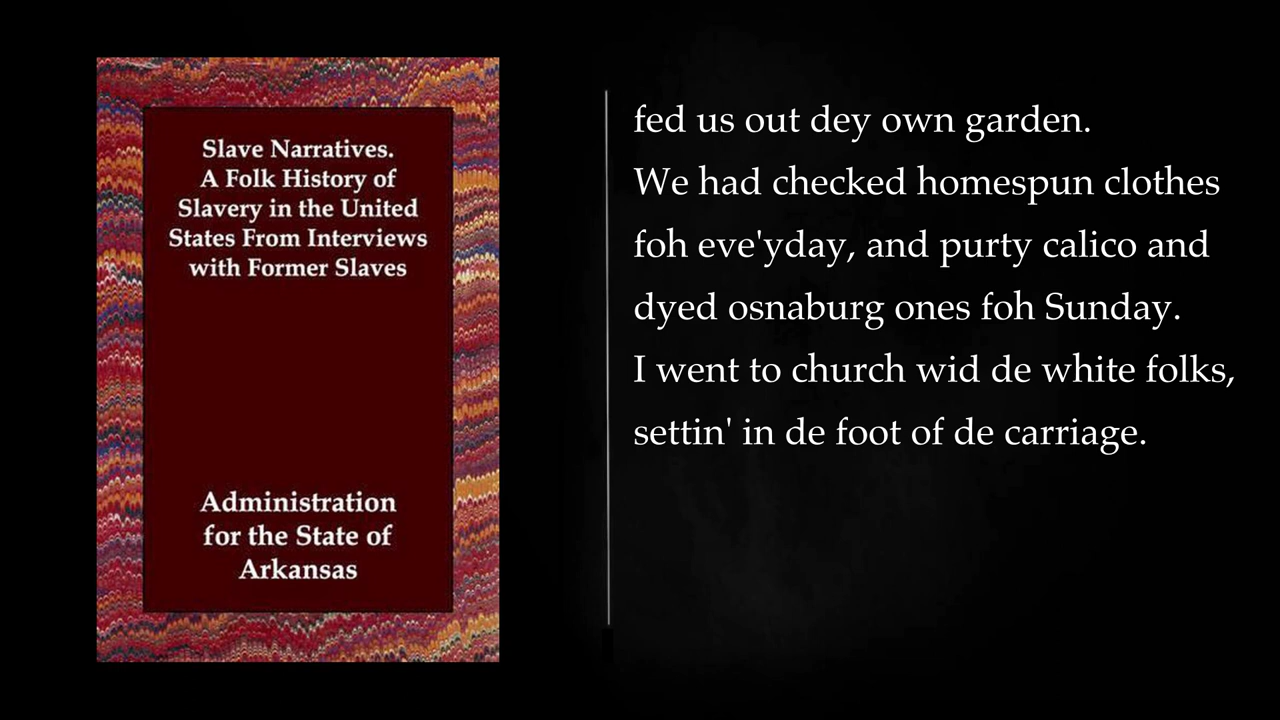 Slave Narratives.
A Folk History of
Slavery in the United
States From Interviews
with Former Slaves
Administration
for the State of
Arkansas
fed us out dey own garden.
We had checked homespun clothes
foh eve'yday, and purty calico and
dyed osnaburg ones foh Sunday.
I went to church wid de white folks,
settin' in de foot of de carriage.